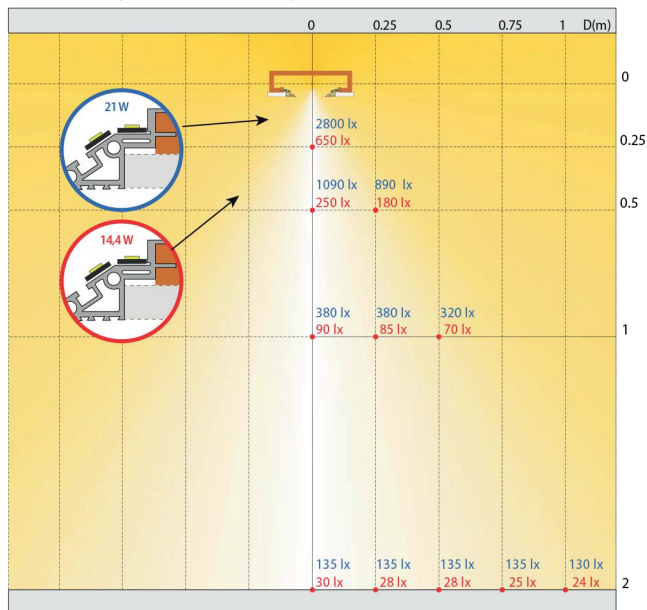 0 0.25 0.5 0.75 1 D(m)
0
21 W
2800 lx
650 lx
0.25
1090 lx 890 lx
250 lx 180 lx
0.5
14,4 W
380 lx 380 lx 320 lx
90 lx 85 lx 70 lx
1
135 lx 135 lx 135 lx 135 lx 130 lx
30 lx 28 lx 28 lx 25 lx 24 lx
2